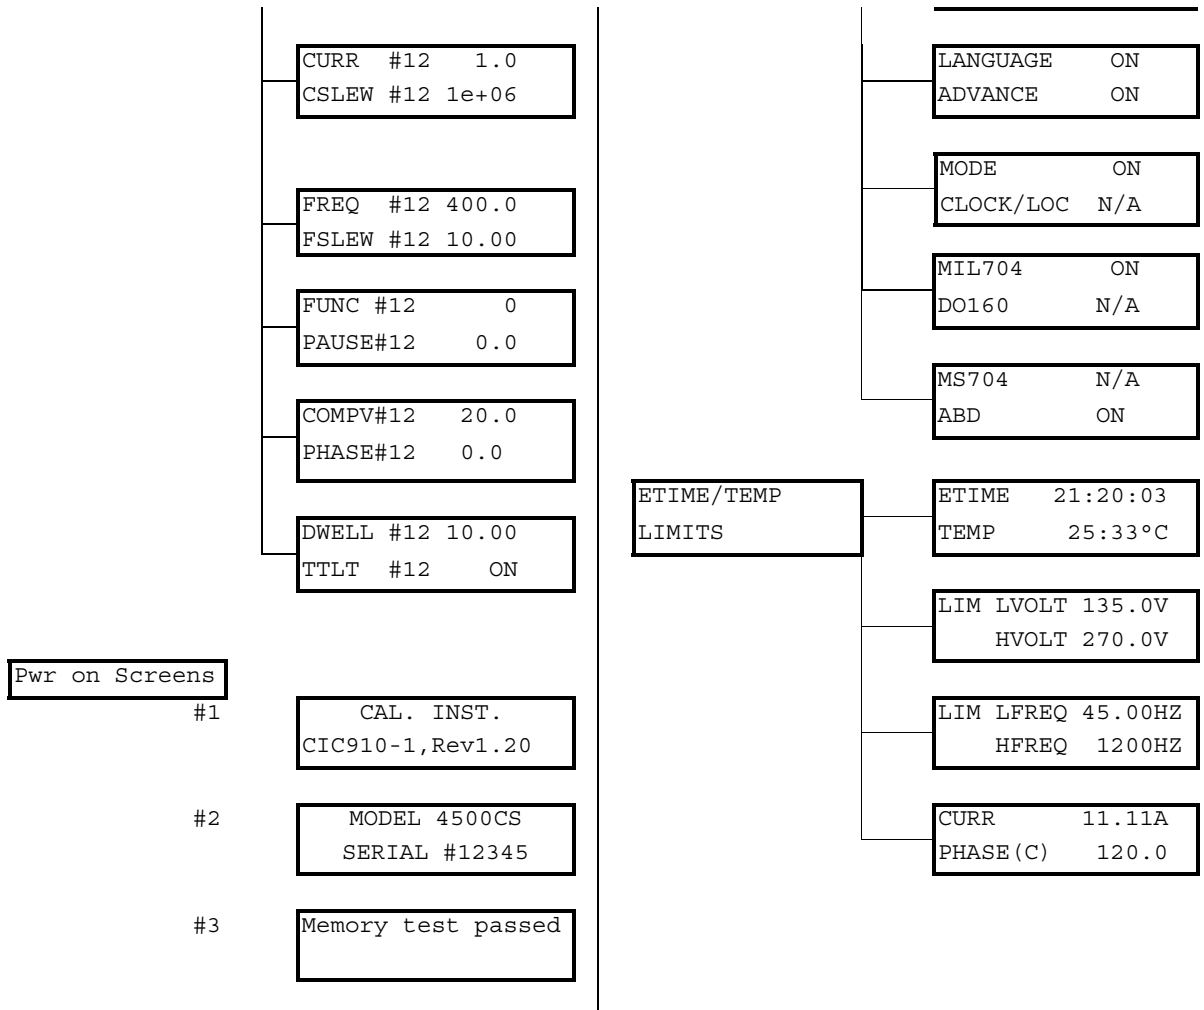 CURR  #12   1.0
CSLEW #12 1e+06
FREQ  #12 400.0
FSLEW #12 10.00
FUNC #12      0
PAUSE#12    0.0
COMPV#12   20.0
PHASE#12   0.0
DWELL #12 10.00
TTLT  #12    ON
Pwr on Screens
#1
CAL. INST.
CIC910-1,Rev1.20
#2
MODEL 4500CS
SERIAL #12345
#3
Memory test passed
LANGUAGE    ON
ADVANCE     ON
MODE        ON
CLOCK/LOC  N/A
MIL704      ON
DO160      N/A
MS704      N/A
ABD        ON
ETIME/TEMP
LIMITS
ETIME   21:20:03
TEMP     25:33°C
LIM LVOLT 135.0V
HVOLT 270.0V
LIM LFREQ 45.00HZ
HFREQ  1200HZ
CURR      11.11A
PHASE(C)   120.0